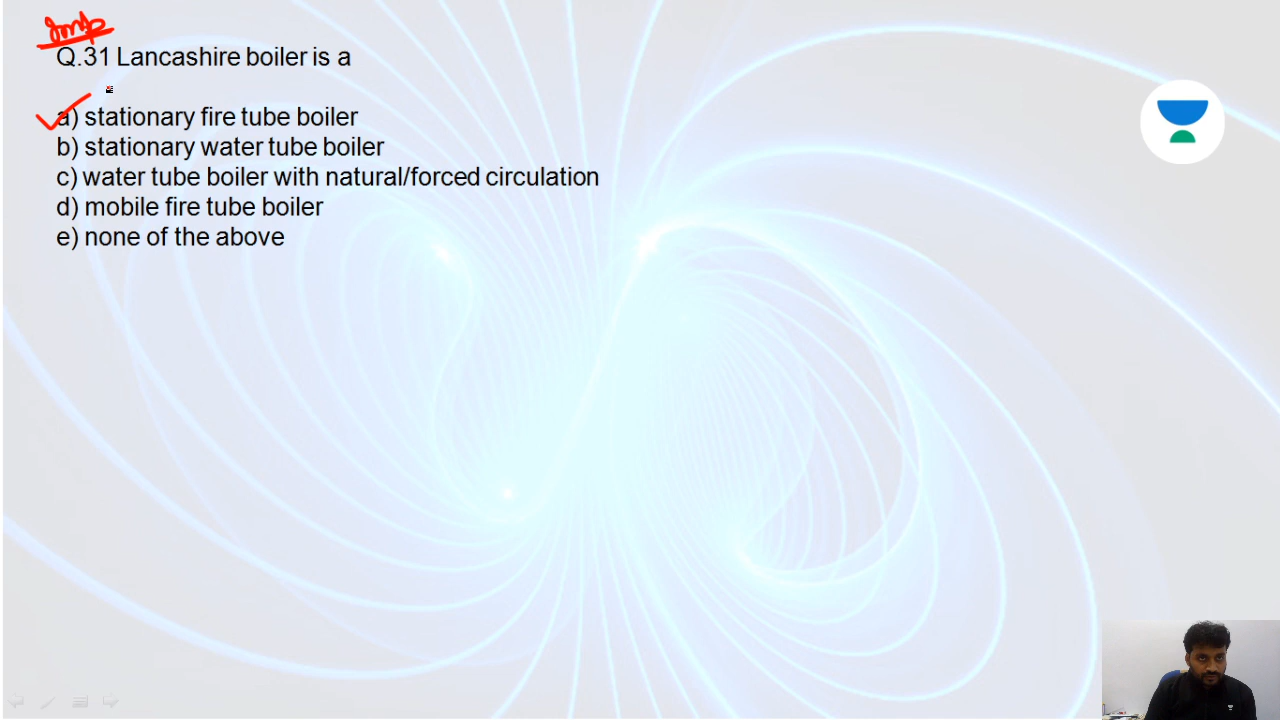 Imp
Q.31 Lancashire boiler is a
a) stationary fire tube boiler
b) stationary water tube boiler
c) water tube boiler with natural/forced circulation
d) mobile fire tube boiler
e) none of the above